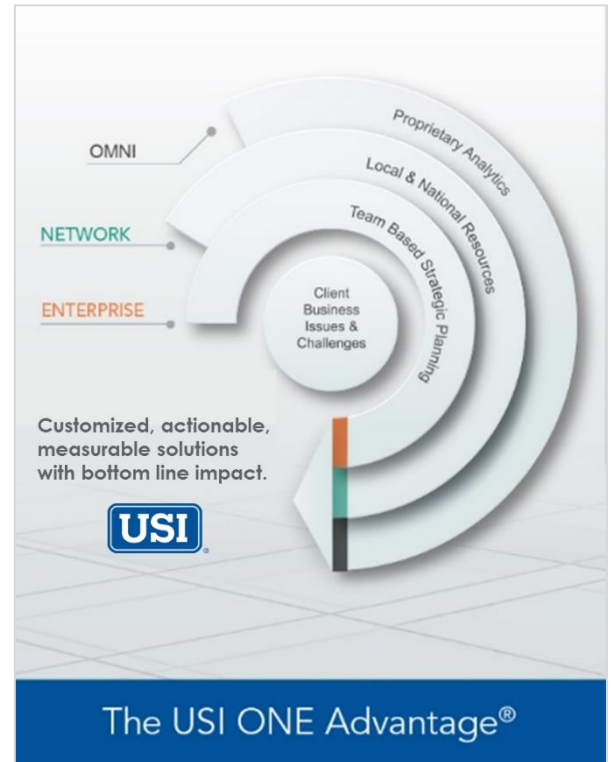 OMNI
NETWORK
ENTERPRISE
Proprietary Analytics
Local & National Resources
Team Based Strategic Planning
Client
Business
Issues &
Challenges
Customized, actionable,
measurable solutions
with bottom line impact.
USI®
The USI ONE Advantage®